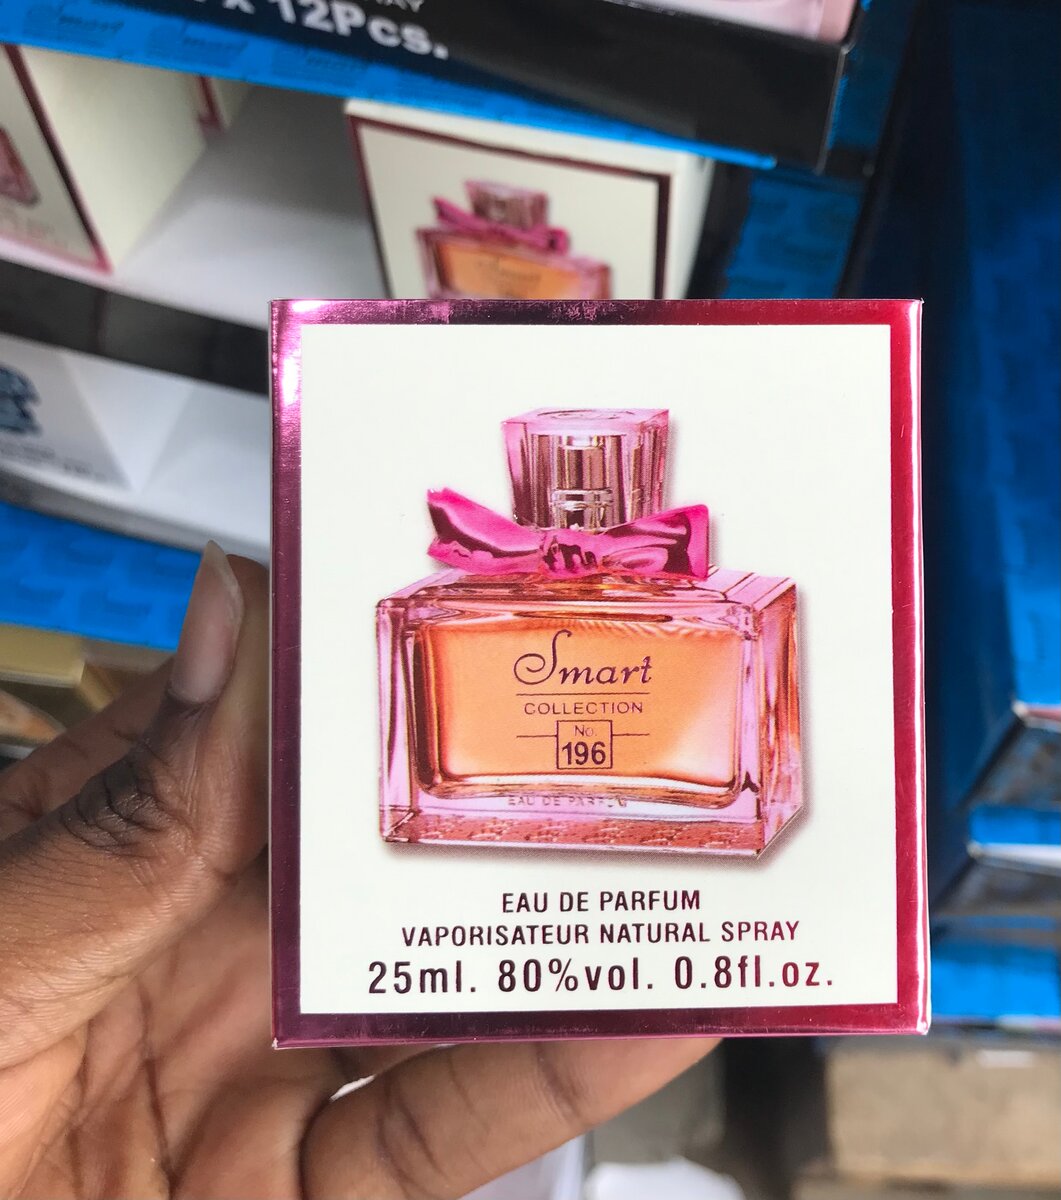 x 12Pcs.
Smart
COLLECTION
No.
196
EAU DE PARFUM
EAU DE PARFUM
VAPORISATEUR NATURAL SPRAY
25ml. 80%vol. 0.8fl.oz.